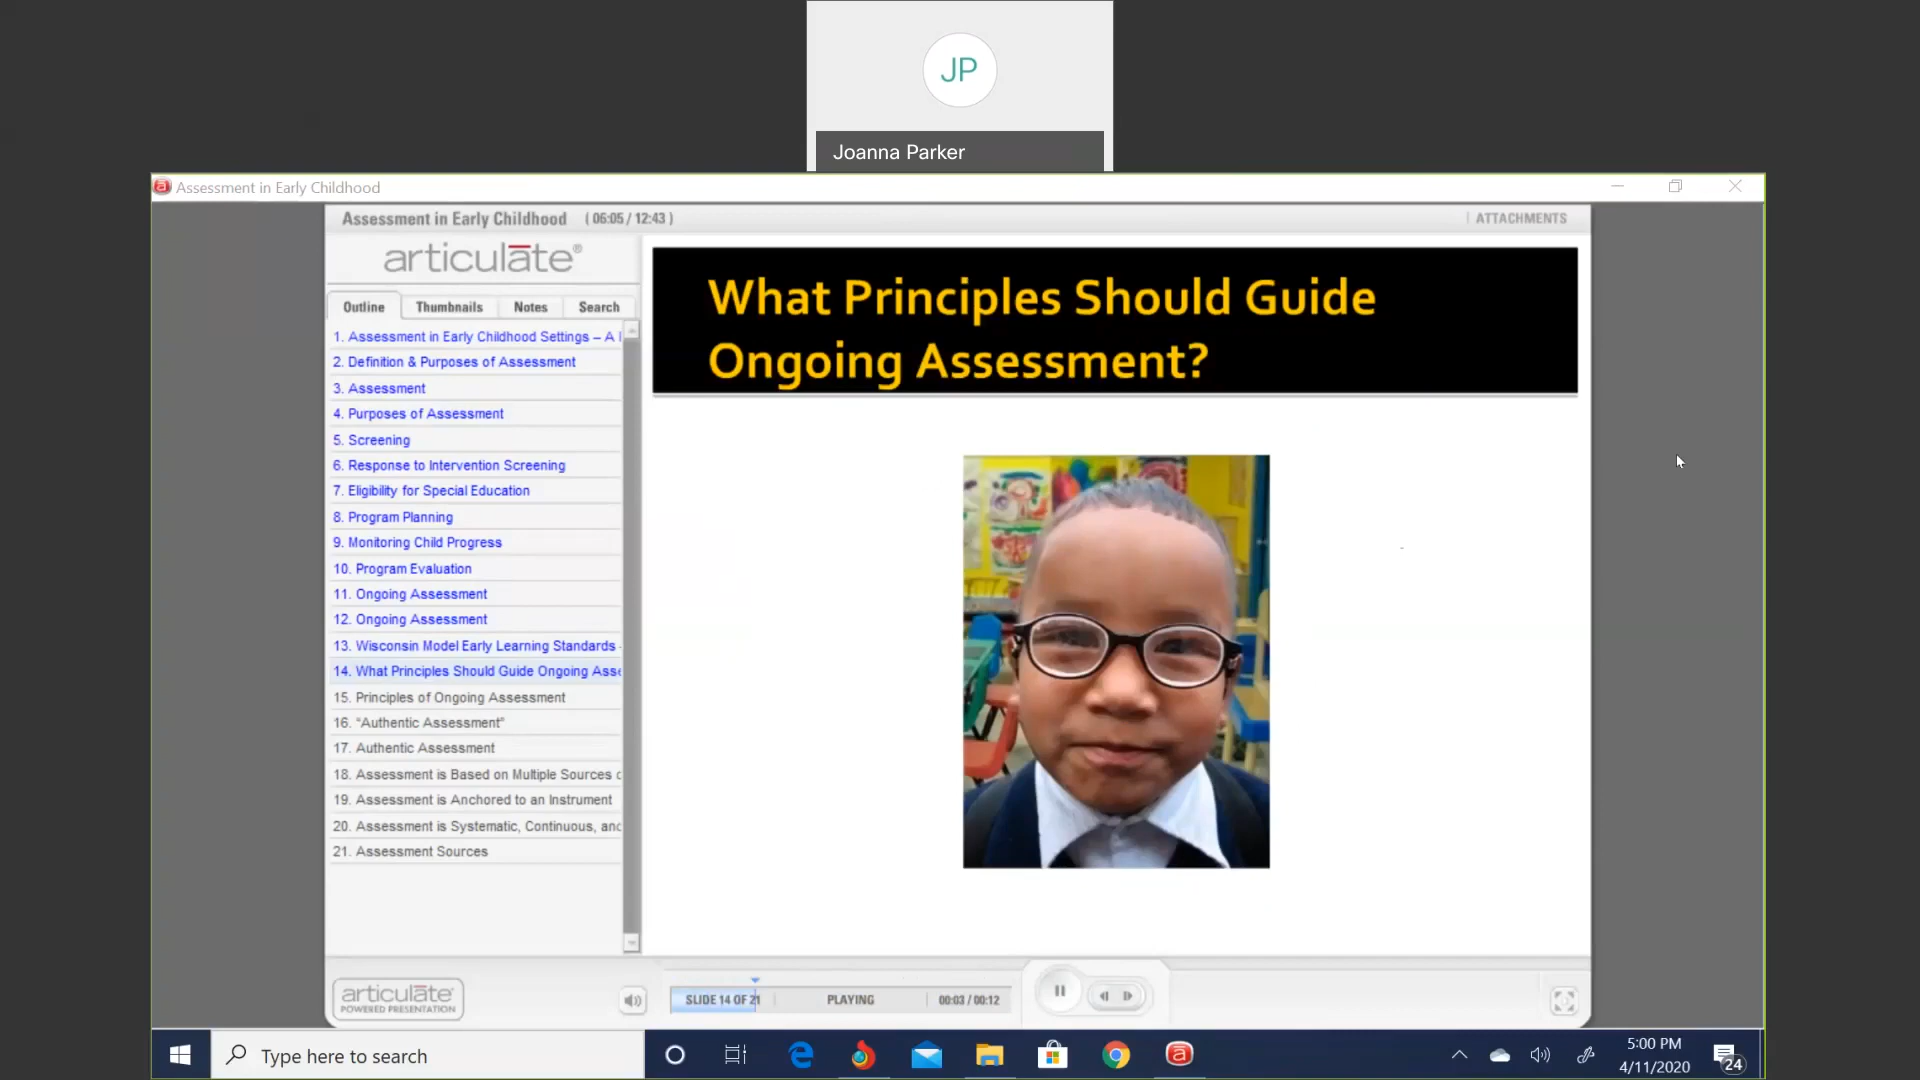 JP
Joanna Parker
Assessment in Early Childhood
Assessment in Early Childhood ( 06:05 / 12:43 )
ATTACHMENTS
articulate®
Outline Thumbnails Notes Search
1. Assessment in Early Childhood Settings – A
2. Definition & Purposes of Assessment
3. Assessment
4. Purposes of Assessment
5. Screening
6. Response to Intervention Screening
7. Eligibility for Special Education
8. Program Planning
9. Monitoring Child Progress
10. Program Evaluation
11. Ongoing Assessment
12. Ongoing Assessment
13. Wisconsin Model Early Learning Standards -
14. What Principles Should Guide Ongoing Asse
15. Principles of Ongoing Assessment
16. “Authentic Assessment”
17. Authentic Assessment
18. Assessment is Based on Multiple Sources
19. Assessment is Anchored to an Instrument
20. Assessment is Systematic, Continuous, and
21. Assessment Sources
What Principles Should Guide
Ongoing Assessment?
articulate®
POWERED PRESENTATION
SLIDE 14 OF 21 PLAYING 00:03 / 00:12
Type here to search
5:00 PM
4/11/2020
24